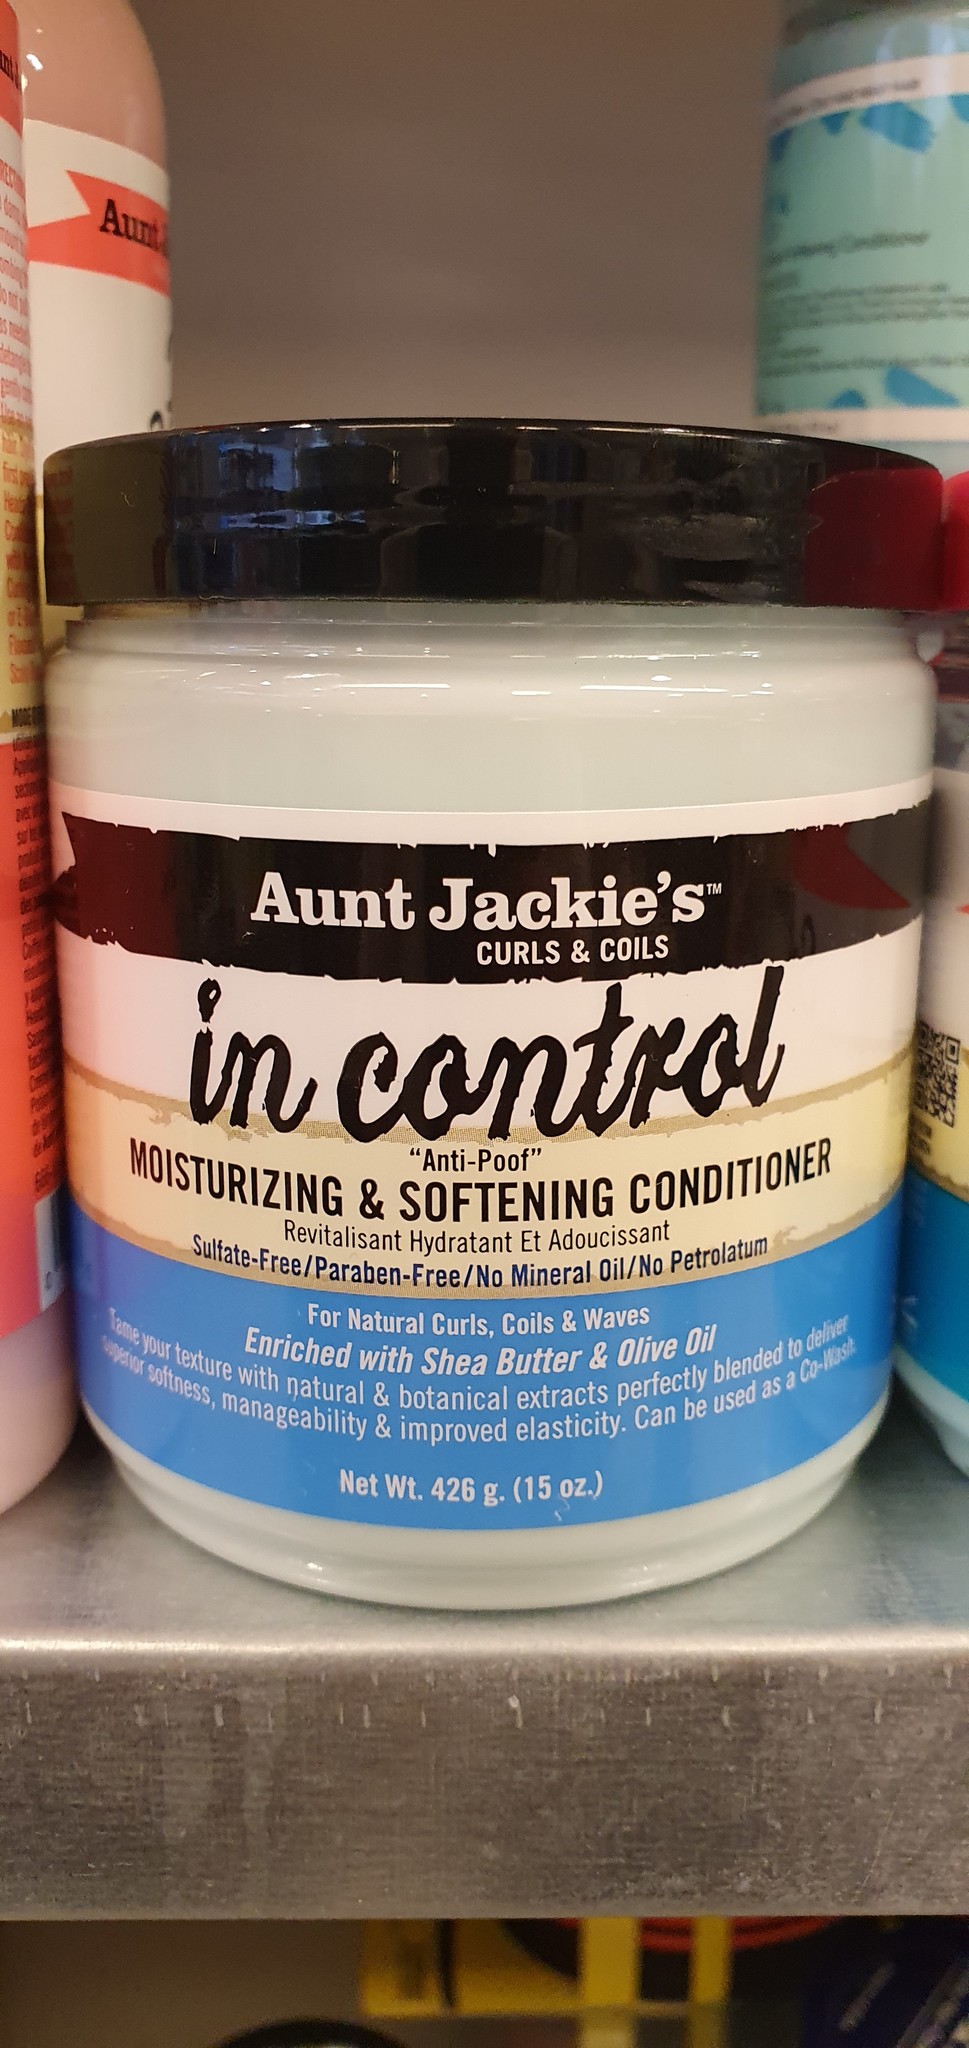 Aunt
Aunt Jackie's™
CURLS & COILS
in control
"Anti-Poof"
MOISTURIZING & SOFTENING CONDITIONER
Revitalisant Hydratant Et Adoucissant
Sulfate-Free/Paraben-Free/No Mineral Oil/No Petrolatum
For Natural Curls, Coils & Waves
Enriched with Shea Butter & Olive Oil
Tame your texture with natural & botanical extracts perfectly blended to deliver
superior softness, manageability & improved elasticity. Can be used as a Co-Wash.
Net Wt. 426 g. (15 oz.)
Conditioner